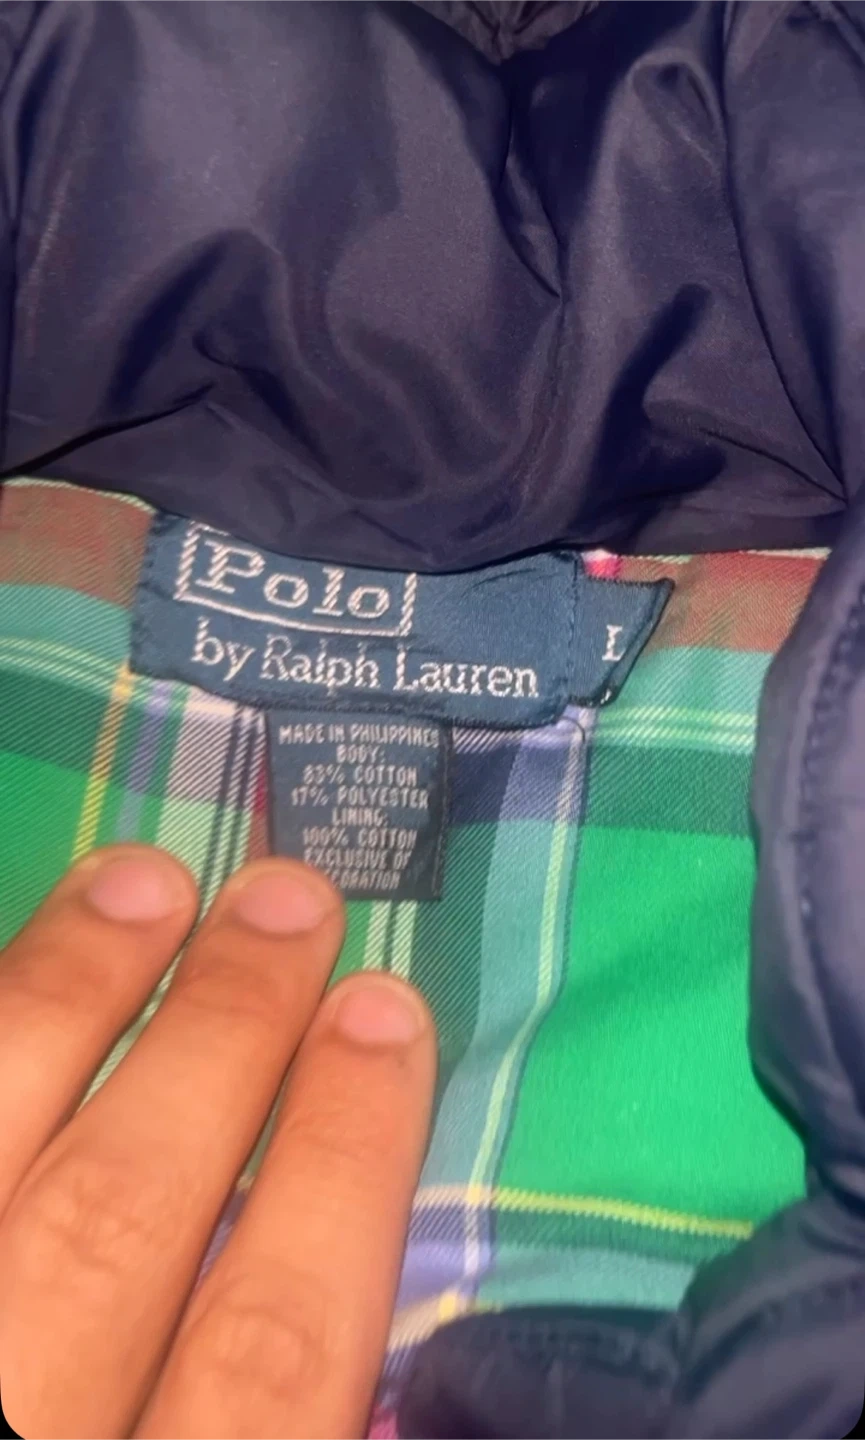 Polo
by Ralph Lauren
L
MADE IN PHILIPPINES
BODY:
83% COTTON
17% POLYESTER
LINING:
100% COTTON
EXCLUSIVE OF